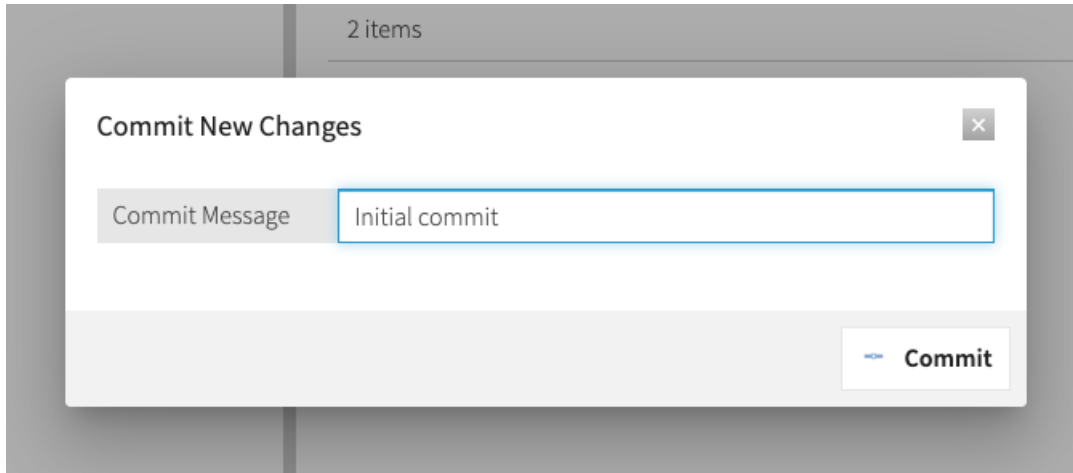 2 items
Commit New Changes
Commit Message
Initial commit
Commit